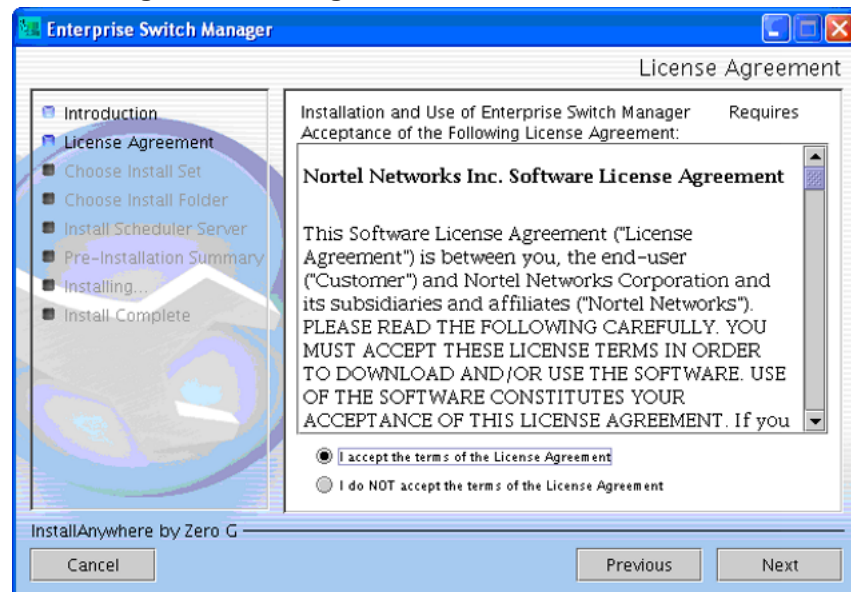 Enterprise Switch Manager
License Agreement
Introduction
License Agreement
Choose Install Set
Choose Install Folder
Install Scheduler Server
Pre-Installation Summary
Installing...
Install Complete
Installation and Use of Enterprise Switch Manager Requires
Acceptance of the Following License Agreement:
Nortel Networks Inc. Software License Agreement
This Software License Agreement ("License
Agreement") is between you, the end-user
("Customer") and Nortel Networks Corporation and
its subsidiaries and affiliates ("Nortel Networks").
PLEASE READ THE FOLLOWING CAREFULLY. YOU
MUST ACCEPT THESE LICENSE TERMS IN ORDER
TO DOWNLOAD AND/OR USE THE SOFTWARE. USE
OF THE SOFTWARE CONSTITUTES YOUR
ACCEPTANCE OF THIS LICENSE AGREEMENT. If you
I accept the terms of the License Agreement
I do NOT accept the terms of the License Agreement
InstallAnywhere by Zero G
Cancel
Previous
Next